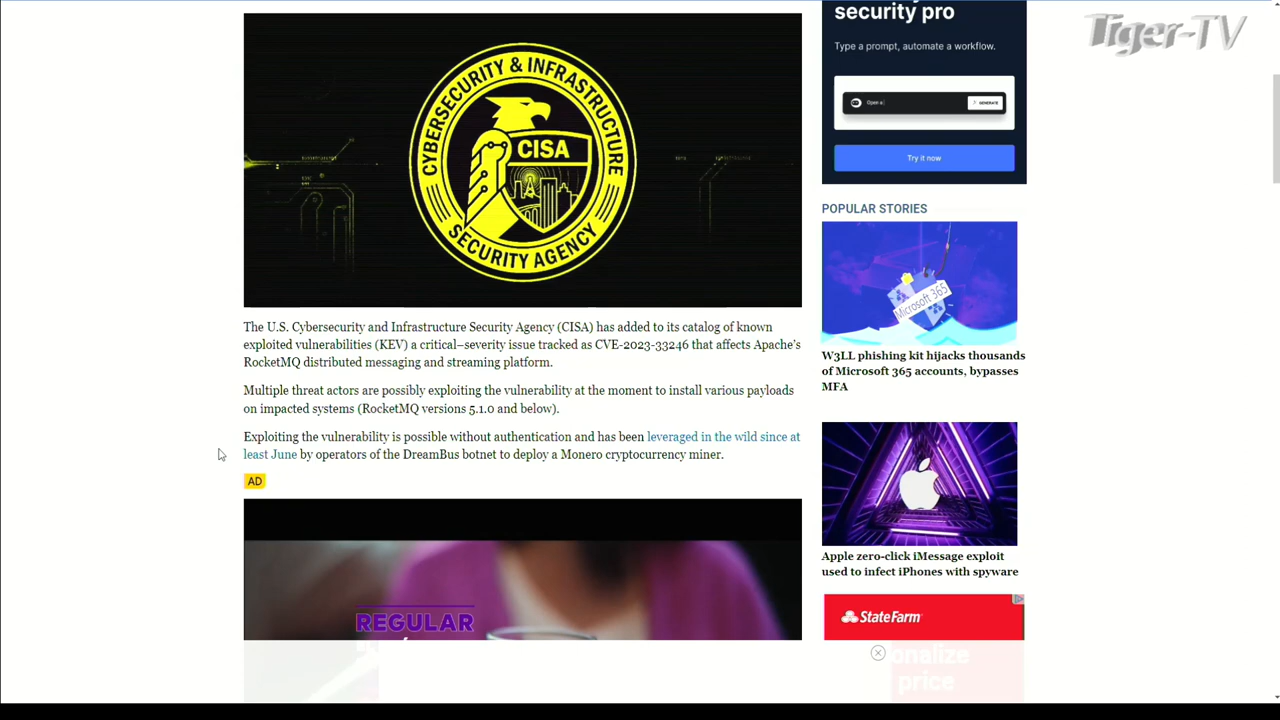 Tiger-TV
security pro
Type a prompt, automate a workflow.
Open a
GENERATE
Try it now
CYBERSECURITY & INFRASTRUCTURE
CISA
SECURITY AGENCY
POPULAR STORIES
Microsoft 365
W3LL phishing kit hijacks thousands
of Microsoft 365 accounts, bypasses
MFA
The U.S. Cybersecurity and Infrastructure Security Agency (CISA) has added to its catalog of known
exploited vulnerabilities (KEV) a critical–severity issue tracked as CVE-2023-33246 that affects Apache's
RocketMQ distributed messaging and streaming platform.
Multiple threat actors are possibly exploiting the vulnerability at the moment to install various payloads
on impacted systems (RocketMQ versions 5.1.0 and below).
Exploiting the vulnerability is possible without authentication and has been leveraged in the wild since at
least June by operators of the DreamBus botnet to deploy a Monero cryptocurrency miner.
AD
REGULAR
Apple zero-click iMessage exploit
used to infect iPhones with spyware
StateFarm
onalize
price